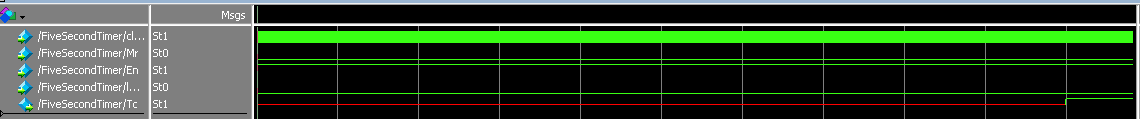 Msgs
/FiveSecondTimer/cl... St1
/FiveSecondTimer/Mr St0
/FiveSecondTimer/En St1
/FiveSecondTimer/l... St0
/FiveSecondTimer/Tc St1